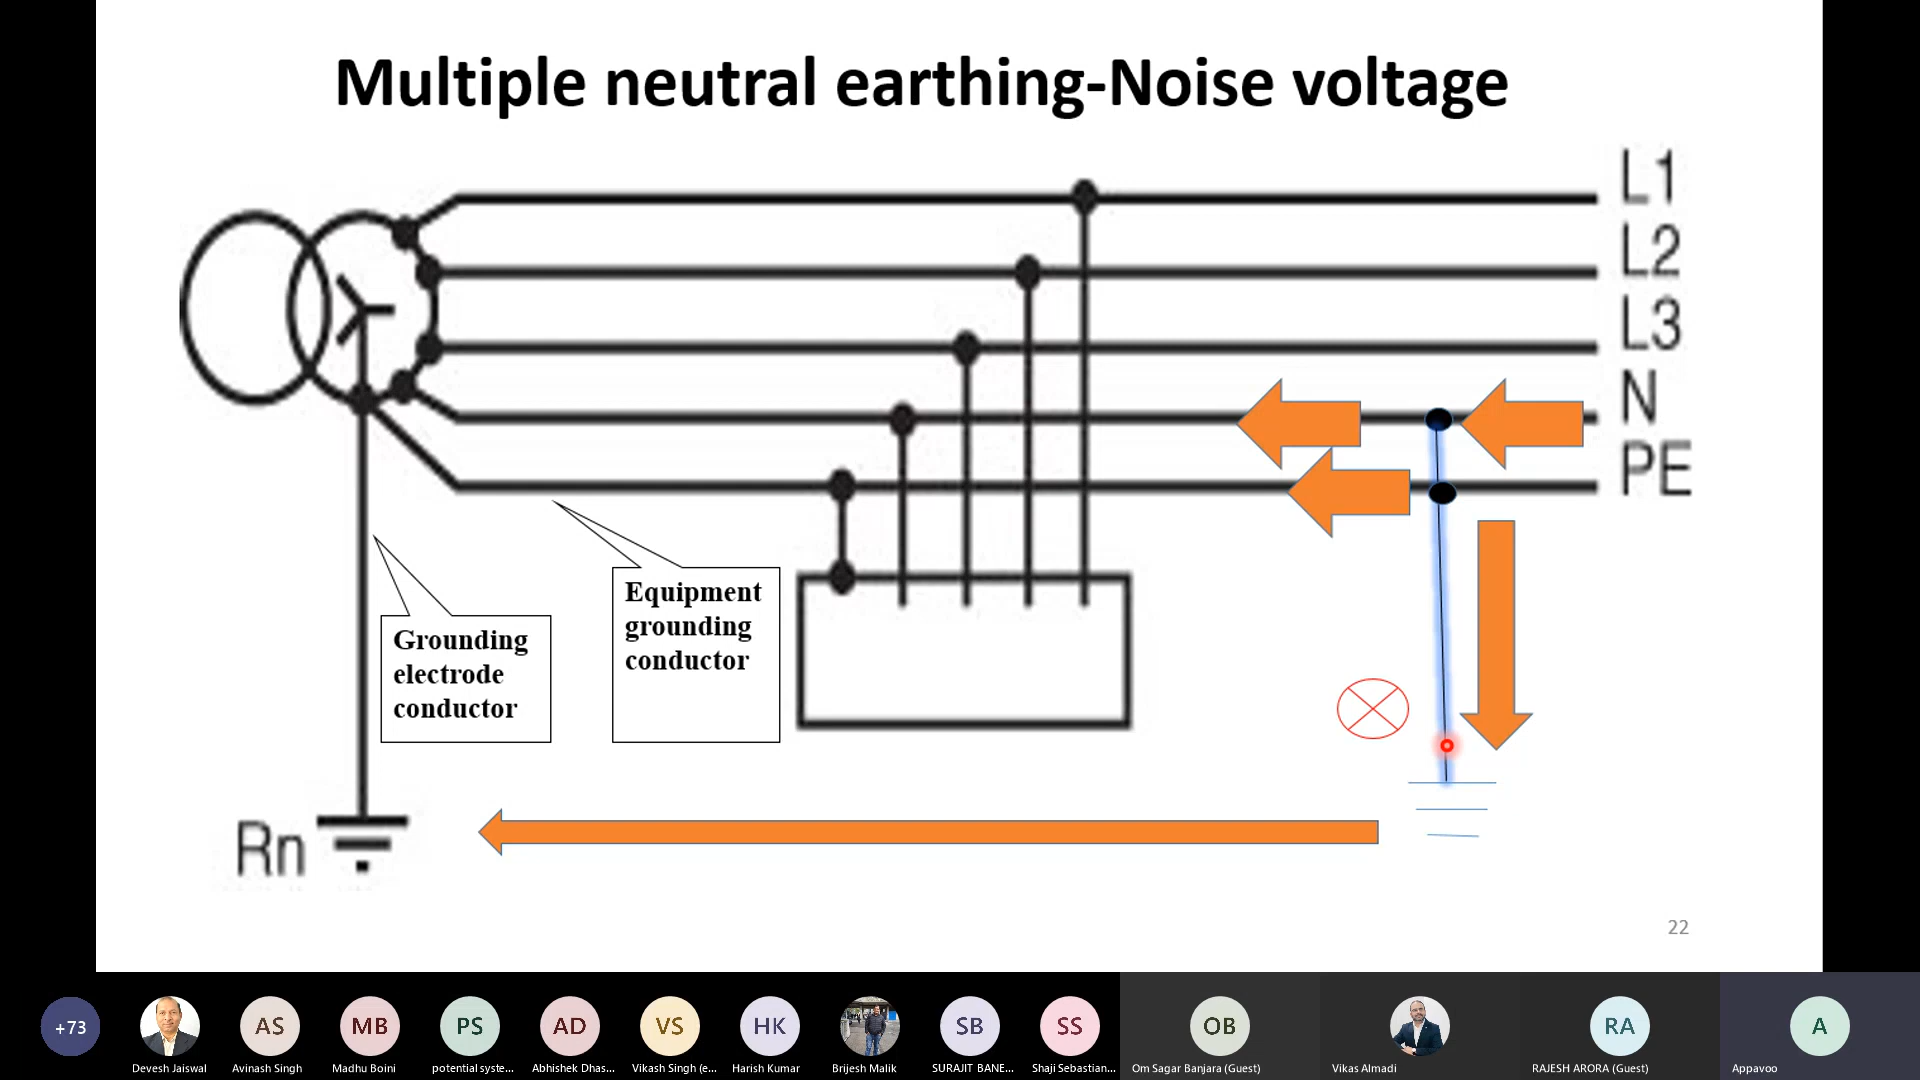 Multiple neutral earthing-Noise voltage
L1
L2
L3
N
PE
Equipment
grounding
conductor
Grounding
electrode
conductor
Rn
22
+73
Devesh Jaiswal
AS
Avinash Singh
MB
Madhu Boini
PS
potential syste...
AD
Abhishek Dhas...
VS
Vikash Singh (e...
HK
Harish Kumar
Brijesh Malik
SB
SURAJIT BANE...
SS
Shaji Sebastian...
OB
Om Sagar Banjara (Guest)
Vikas Almadi
RA
RAJESH ARORA (Guest)
A
Appavoo